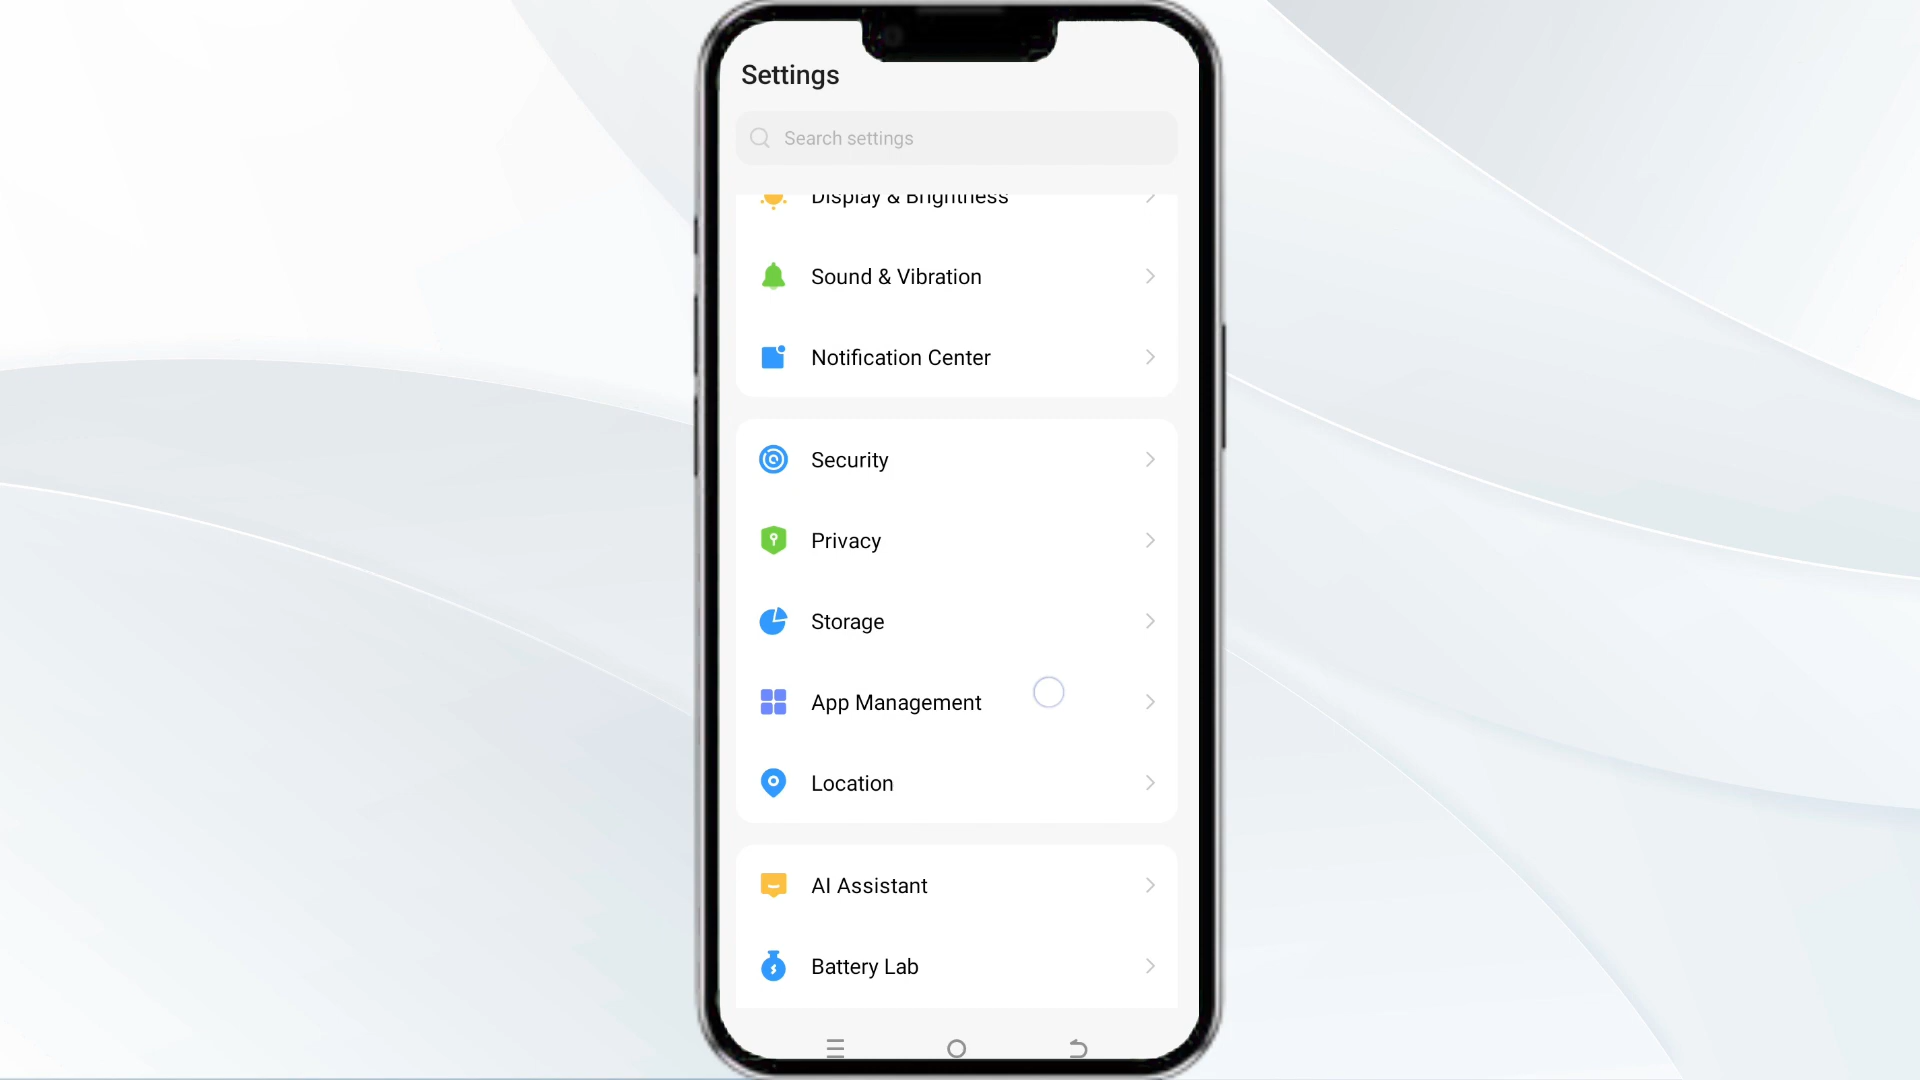 Settings
Search settings
Display & Brightness
Sound & Vibration
Notification Center
Security
Privacy
Storage
App Management
Location
AI Assistant
Battery Lab